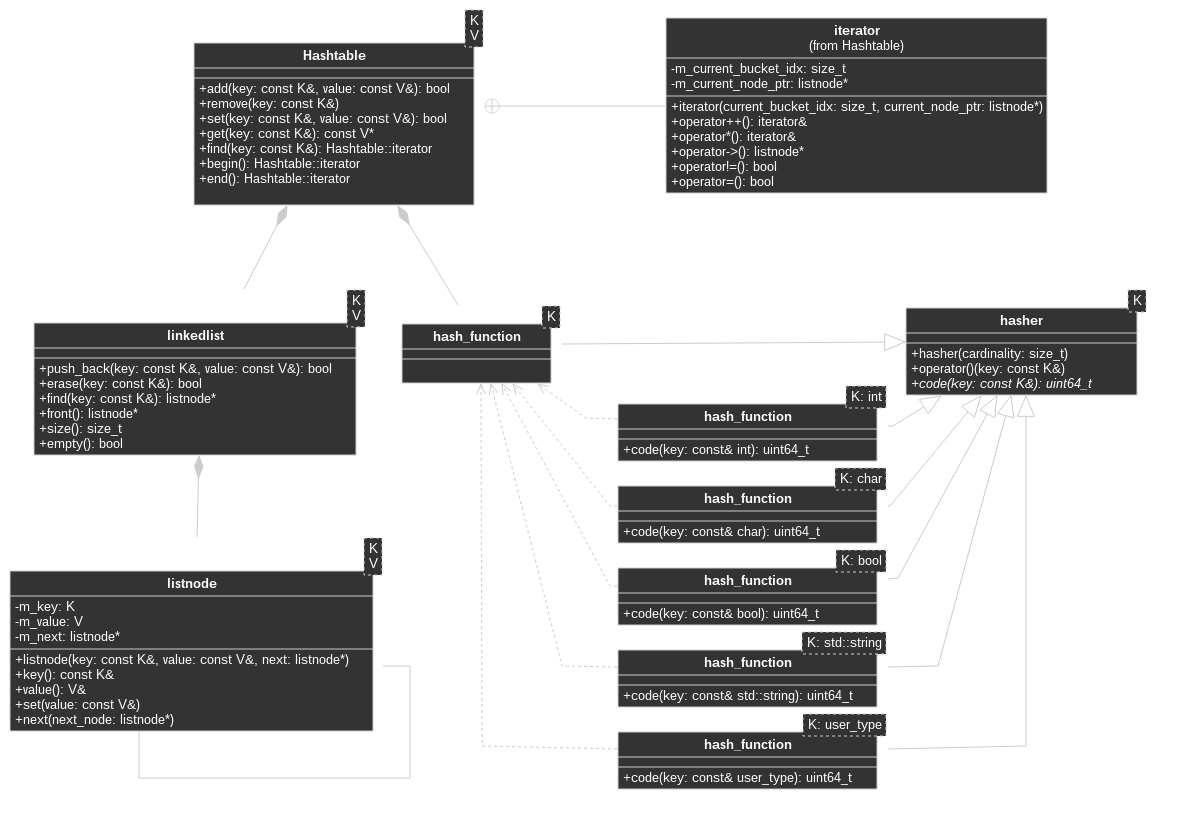 K
V
Hashtable
+add(key: const K&, value: const V&): bool
+remove(key: const K&)
+set(key: const K&, value: const V&): bool
+get(key: const K&): const V*
+find(key: const K&): Hashtable::iterator
+begin(): Hashtable::iterator
+end(): Hashtable::iterator
iterator
(from Hashtable)
-m_current_bucket_idx: size_t
-m_current_node_ptr: listnode*
+iterator(current_bucket_idx: size_t, current_node_ptr: listnode*)
+operator++(): iterator&
+operator*(): iterator&
+operator->(): listnode*
+operator!=(): bool
+operator=(): bool
K
V
linkedlist
+push_back(key: const K&, value: const V&): bool
+erase(key: const K&): bool
+find(key: const K&): listnode*
+front(): listnode*
+size(): size_t
+empty(): bool
K
hash_function
K
hasher
+hasher(cardinality: size_t)
+operator()(key: const K&)
+code(key: const K&): uint64_t
K: int
hash_function
+code(key: const& int): uint64_t
K: char
hash_function
+code(key: const& char): uint64_t
K: bool
hash_function
+code(key: const& bool): uint64_t
K: std::string
hash_function
+code(key: const& std::string): uint64_t
K: user_type
hash_function
+code(key: const& user_type): uint64_t
K
V
listnode
-m_key: K
-m_value: V
-m_next: listnode*
+listnode(key: const K&, value: const V&, next: listnode*)
+key(): const K&
+value(): V&
+set(value: const V&)
+next(next_node: listnode*)